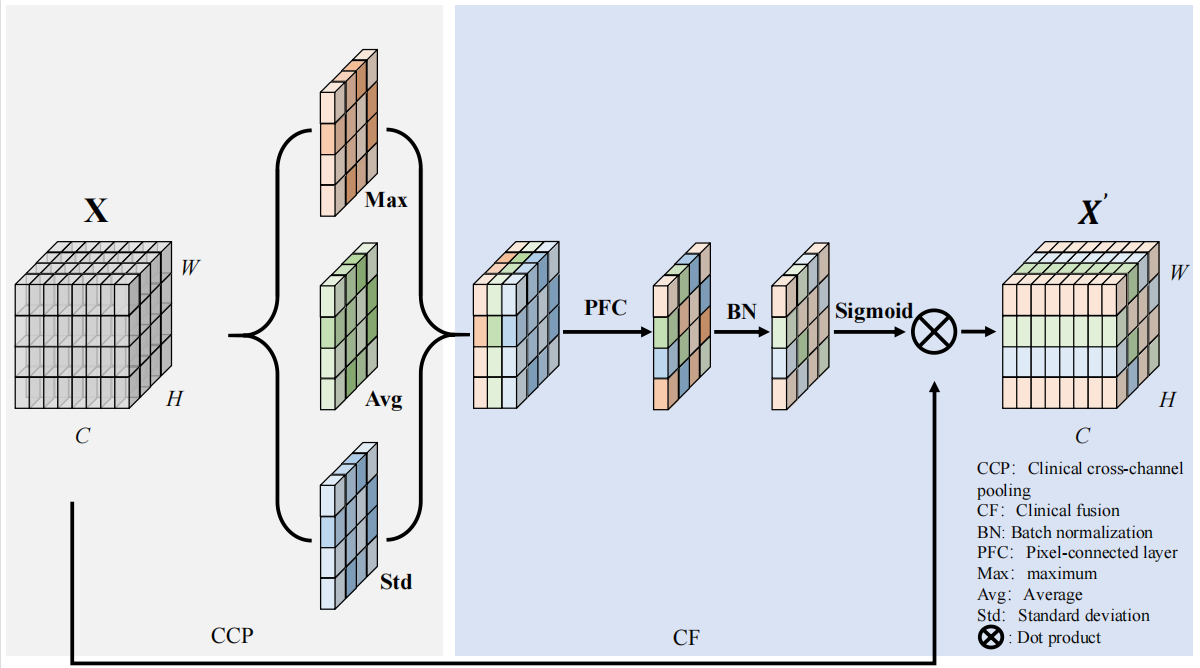 X
W
H
C
Max
Avg
Std
CCP
PFC
BN
Sigmoid
CF
X’
W
H
C
CCP: Clinical cross-channel
pooling
CF: Clinical fusion
BN: Batch normalization
PFC: Pixel-connected layer
Max: maximum
Avg: Average
Std: Standard deviation
⊗: Dot product